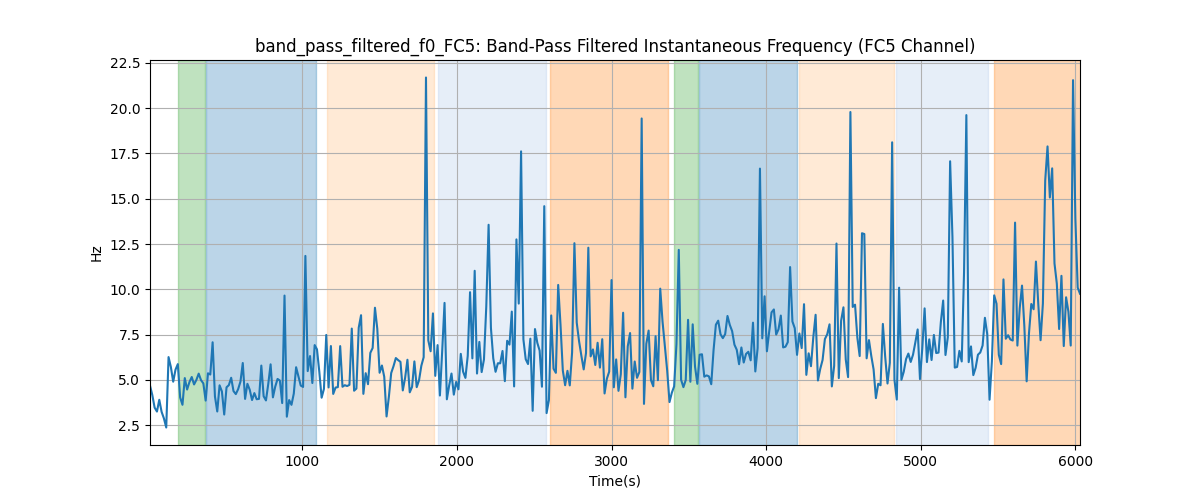 band_pass_filtered_f0_FC5: Band-Pass Filtered Instantaneous Frequency (FC5 Channel)
22.5
20.0
17.5
15.0
12.5
10.0
7.5
5.0
2.5
Hz
1000 2000 3000 4000 5000 6000
Time(s)